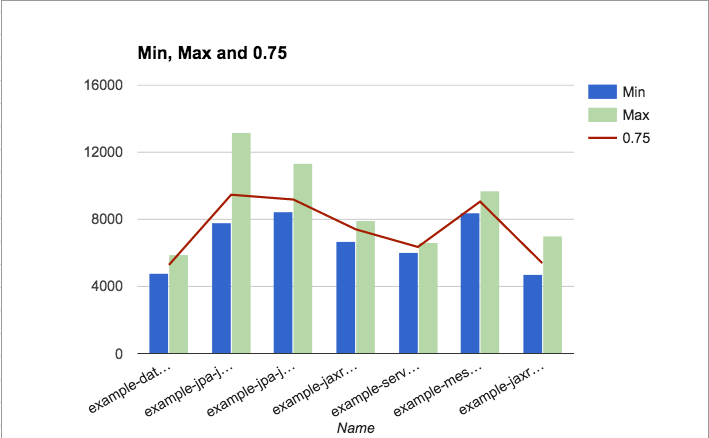 Min, Max and 0.75
16000
12000
8000
4000
0
Min
Max
0.75
example-dat…
example-jpa-j…
example-jpa-j…
example-jaxr…
example-serv…
example-mes…
example-jaxr…
Name